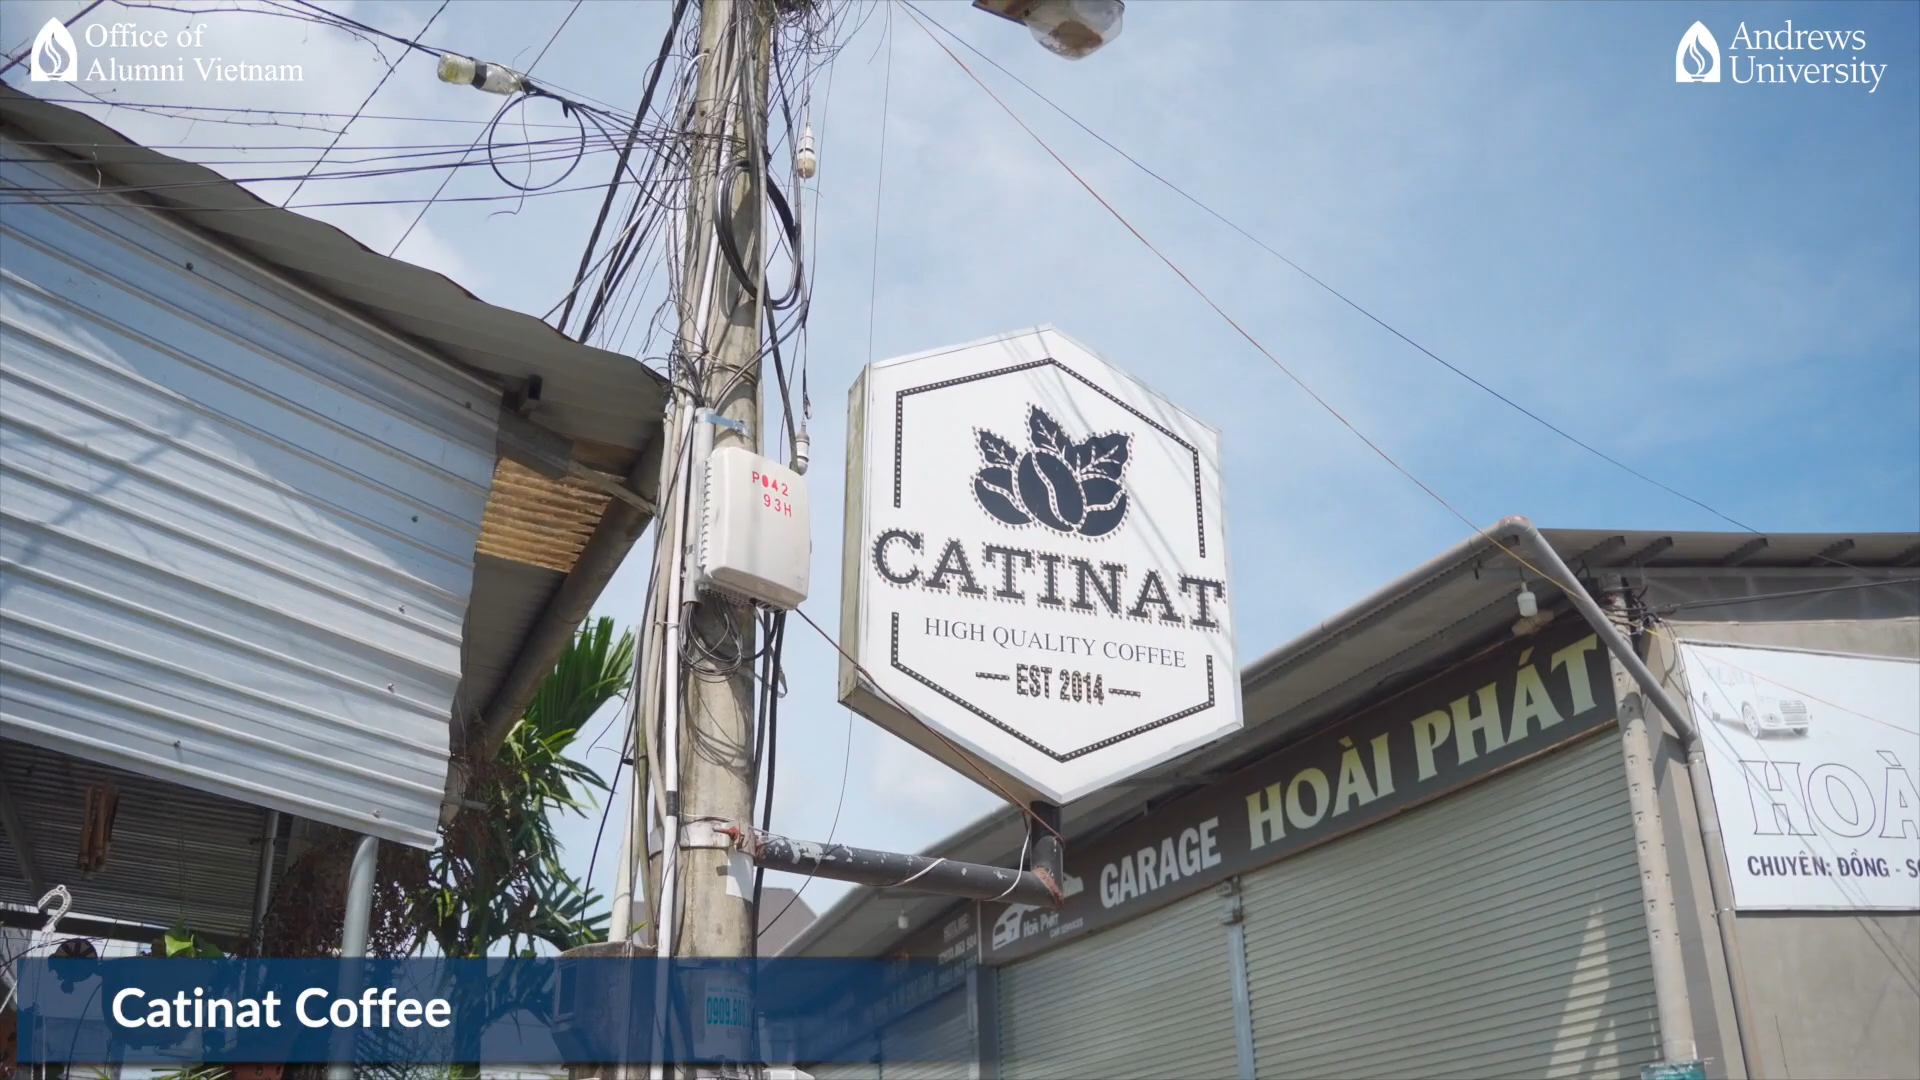 Office of
Alumni Vietnam
Andrews
University
P042
93H
CATINAT
HIGH QUALITY COFFEE
EST 2014
GARAGE HOÀI PHÁT
CHUYÊN: ĐỒNG -
Catinat Coffee